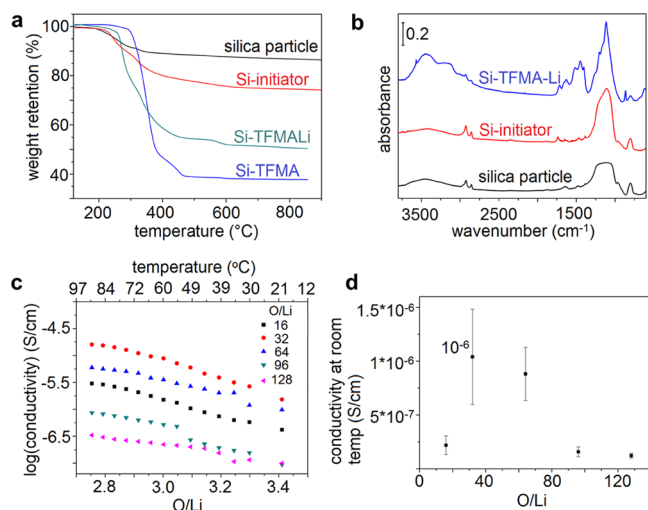 a
weight retention (%)
100
80
60
40
silica particle
Si-initiator
Si-TFMALi
Si-TFMA
200
400
600
800
temperature (°C)
b
0.2
absorbance
Si-TFMA-Li
Si-initiator
silica particle
3500
2500
1500
500
wavenumber (cm⁻¹)
temperature (°C)
97 84 72 60 49 39 30 21 12
c
O/Li
16
32
64
96
128
log(conductivity) (S/cm)
-4.5
-5.5
-6.5
2.8
3.0
3.2
3.4
O/Li
d
conductivity at room
temp (S/cm)
1.5*10⁻⁶
1*10⁻⁶
5*10⁻⁷
10⁻⁶
0
40
80
120
O/Li